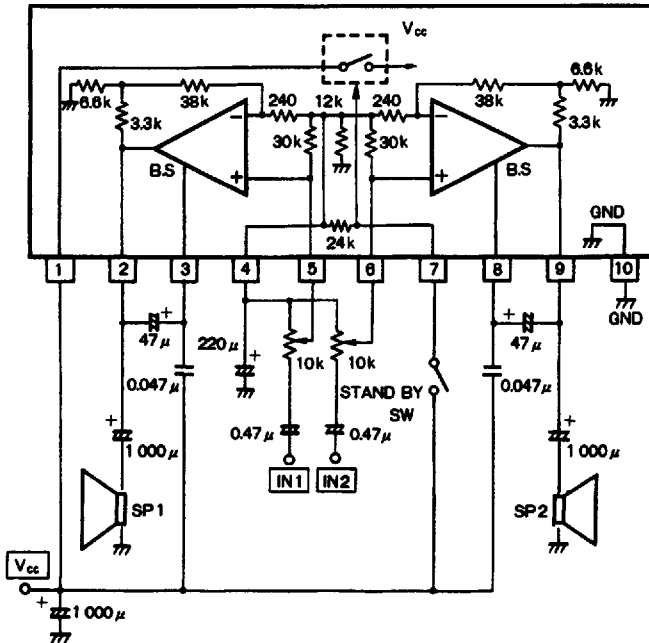 Vcc
6.6k 38k 240 12k 240 38k 6.6k
3.3k 30k 30k 3.3k
− + − +
B.S B.S
24k
GND
1 2 3 4 5 6 7 8 9 10
GND
+ 47μ 220μ + 10k 10k + 47μ
0.047μ STAND BY SW 0.047μ
+ 1 000μ 0.47μ 0.47μ + 1 000μ
IN1 IN2
SP1 SP2
Vcc
+ 1 000μ